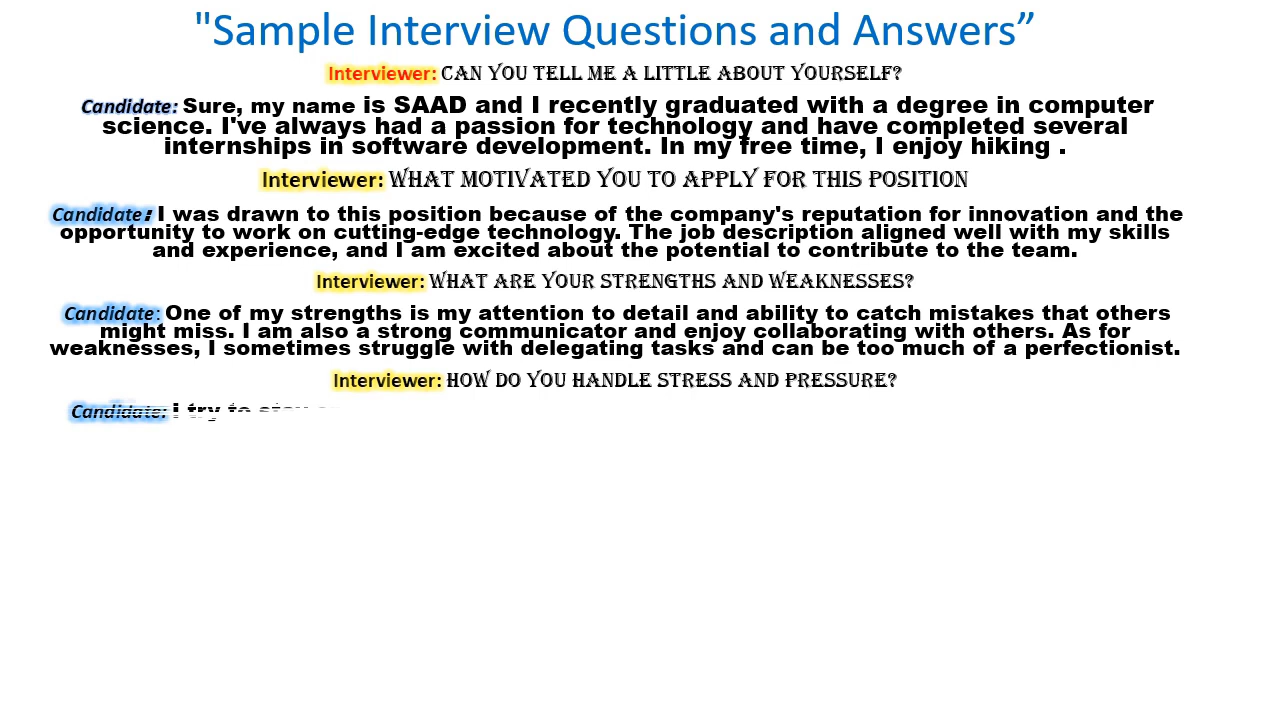 "Sample Interview Questions and Answers”
Interviewer: CAN YOU TELL ME A LITTLE ABOUT YOURSELF?
Candidate: Sure, my name is SAAD and I recently graduated with a degree in computer
science. I've always had a passion for technology and have completed several
internships in software development. In my free time, I enjoy hiking .
Interviewer: WHAT MOTIVATED YOU TO APPLY FOR THIS POSITION
Candidate: I was drawn to this position because of the company's reputation for innovation and the
opportunity to work on cutting-edge technology. The job description aligned well with my skills
and experience, and I am excited about the potential to contribute to the team.
Interviewer: WHAT ARE YOUR STRENGTHS AND WEAKNESSES?
Candidate: One of my strengths is my attention to detail and ability to catch mistakes that others
might miss. I am also a strong communicator and enjoy collaborating with others. As for
weaknesses, I sometimes struggle with delegating tasks and can be too much of a perfectionist.
Interviewer: HOW DO YOU HANDLE STRESS AND PRESSURE?
Candidate: I try to stay